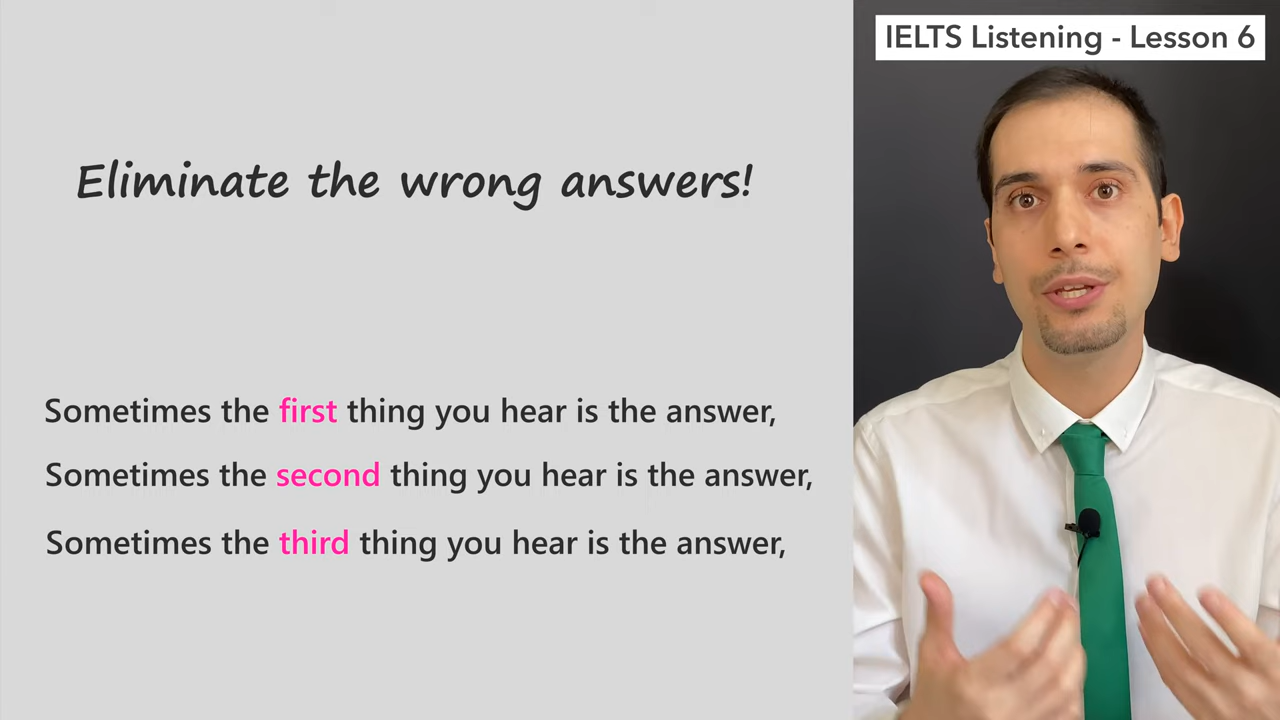 IELTS Listening - Lesson 6
Eliminate the wrong answers!
Sometimes the first thing you hear is the answer,
Sometimes the second thing you hear is the answer,
Sometimes the third thing you hear is the answer,